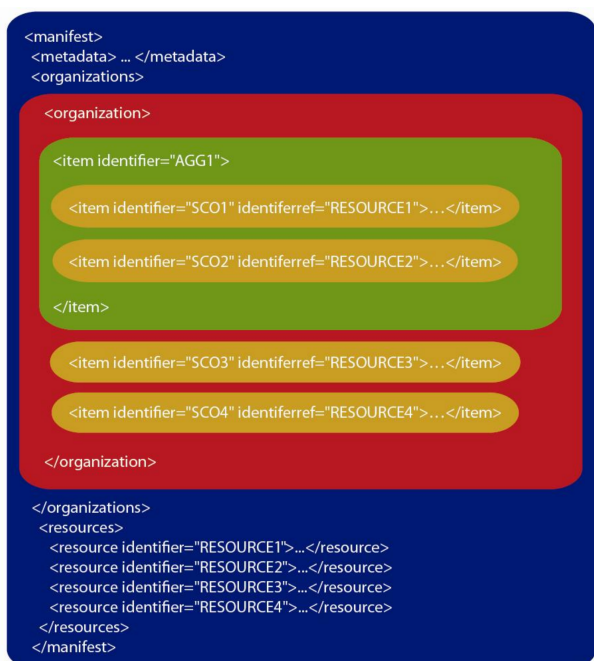 <manifest>
<metadata> ... </metadata>
<organizations>
<organization>
<item identifier="AGG1">
<item identifier="SCO1" identiferref="RESOURCE1">...</item>
<item identifier="SCO2" identiferref="RESOURCE2">...</item>
</item>
<item identifier="SCO3" identiferref="RESOURCE3">...</item>
<item identifier="SCO4" identiferref="RESOURCE4">...</item>
</organization>
</organizations>
<resources>
<resource identifier="RESOURCE1">...</resource>
<resource identifier="RESOURCE2">...</resource>
<resource identifier="RESOURCE3">...</resource>
<resource identifier="RESOURCE4">...</resource>
</resources>
</manifest>